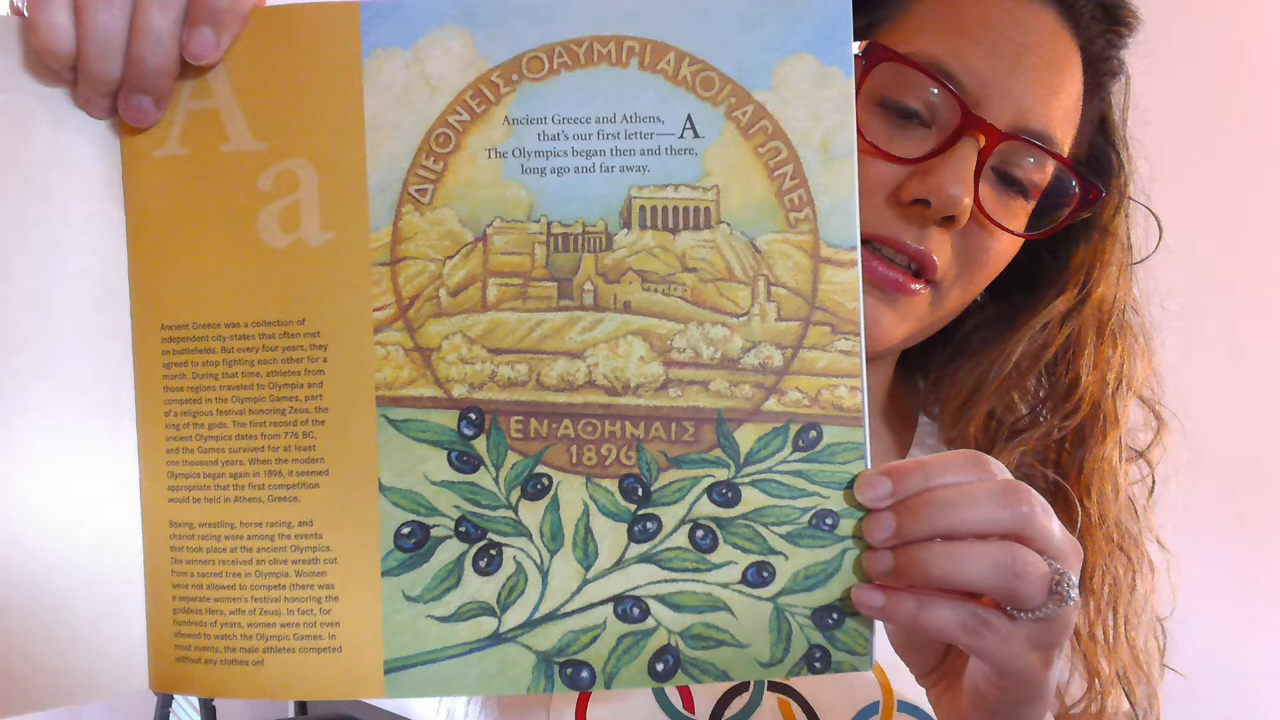 A
a
Ancient Greece was a collection of
independent city-states that often met
on battlefields. But every four years, they
agreed to stop fighting each other for a
month. During that time, athletes from
those regions traveled to Olympia and
competed in the Olympic Games, part
of a religious festival honoring Zeus, the
king of the gods. The first record of the
ancient Olympics dates from 776 BC,
and the Games survived for at least
one thousand years. When the modern
Olympics began again in 1896, it seemed
appropriate that the first competition
would be held in Athens, Greece.
Boxing, wrestling, horse racing, and
chariot racing were among the events
that took place at the ancient Olympics.
The winners received an olive wreath cut
from a sacred tree in Olympia. Women
were not allowed to compete (there was
a separate women's festival honoring the
goddess Hera, wife of Zeus). In fact, for
hundreds of years, women were not even
allowed to watch the Olympic Games. In
most events, the male athletes competed
without any clothes on!
ΔΙΕΘΝΕΙΣ·ΟΛΥΜΠΙΑΚΟΙ·ΑΓΩΝΕΣ
Ancient Greece and Athens,
that's our first letter—A.
The Olympics began then and there,
long ago and far away.
ΕΝ·ΑΘΗΝΑΙΣ
1896